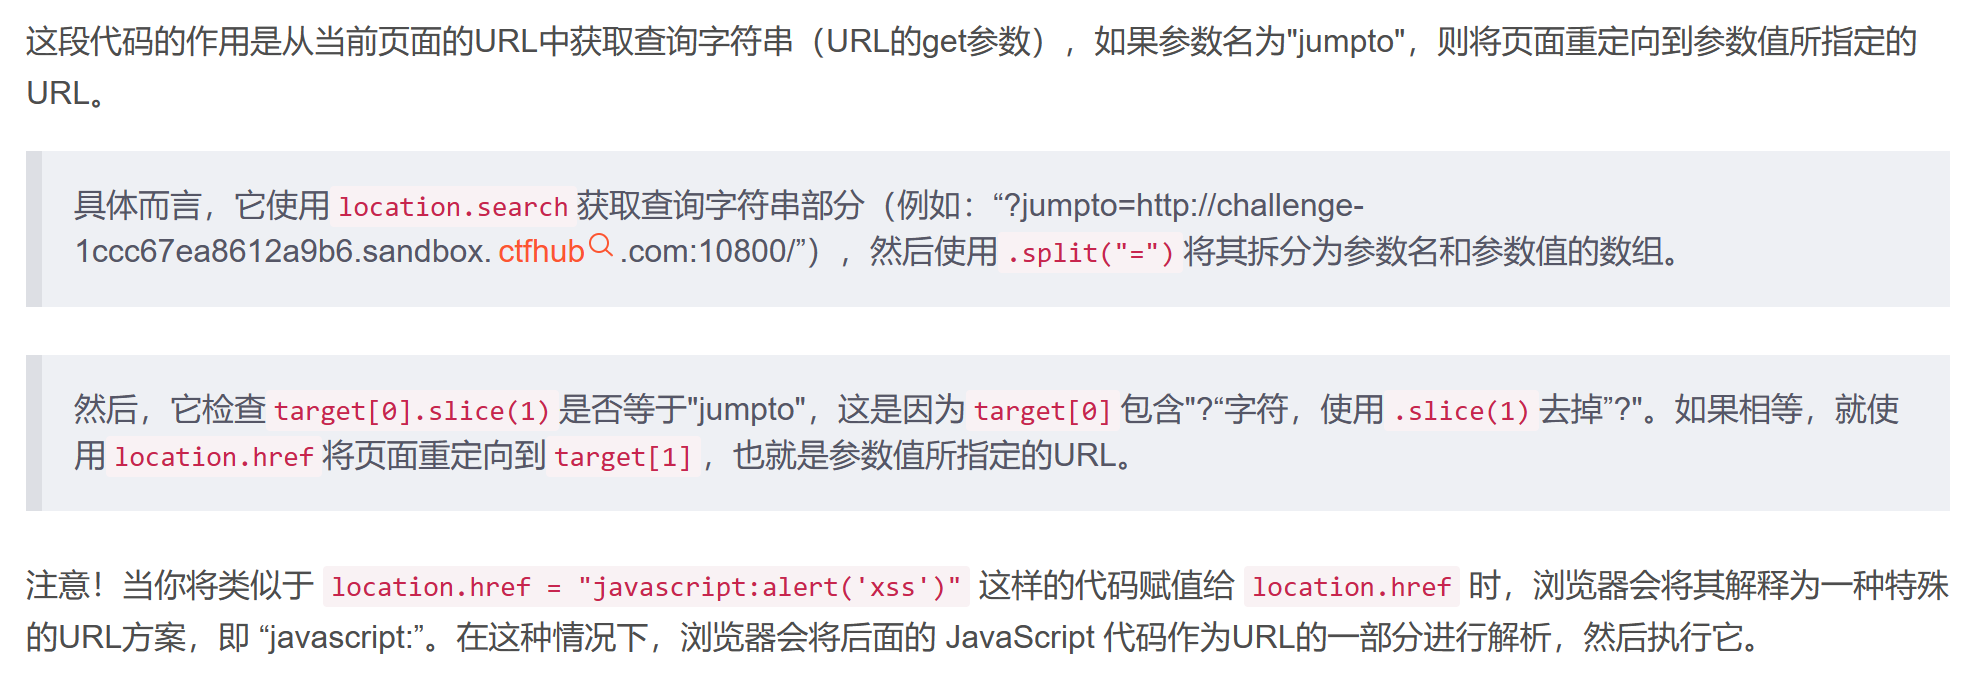 这段代码的作用是从当前页面的URL中获取查询字符串（URL的get参数），如果参数名为"jumpto"，则将页面重定向到参数值所指定的
URL。
具体而言，它使用 location.search 获取查询字符串部分（例如：“?jumpto=http://challenge-
1ccc67ea8612a9b6.sandbox. ctfhub .com:10800/”），然后使用 .split("=") 将其拆分为参数名和参数值的数组。
然后，它检查 target[0].slice(1) 是否等于"jumpto"，这是因为 target[0] 包含"?“字符，使用 .slice(1) 去掉”?"。如果相等，就使
用 location.href 将页面重定向到 target[1] ，也就是参数值所指定的URL。
注意！当你将类似于 location.href = "javascript:alert('xss')" 这样的代码赋值给 location.href 时，浏览器会将其解释为一种特殊
的URL方案，即 “javascript:”。在这种情况下，浏览器会将后面的 JavaScript 代码作为URL的一部分进行解析，然后执行它。